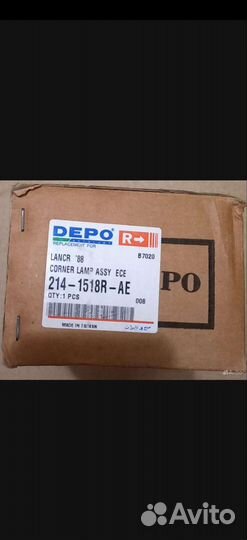 DEPO
REPLACEMENT FOR
R
B7020
LANCR '88
CORNER LAMP ASSY ECE
214-1518R-AE
QTY:1 PCS
008
MADE IN TAIWAN
PO
Avito